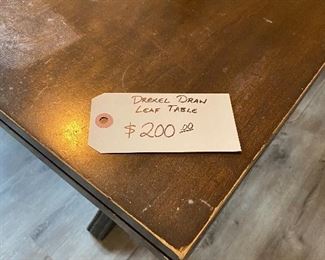 DREXEL DRAW
LEAF TABLE
$200.00